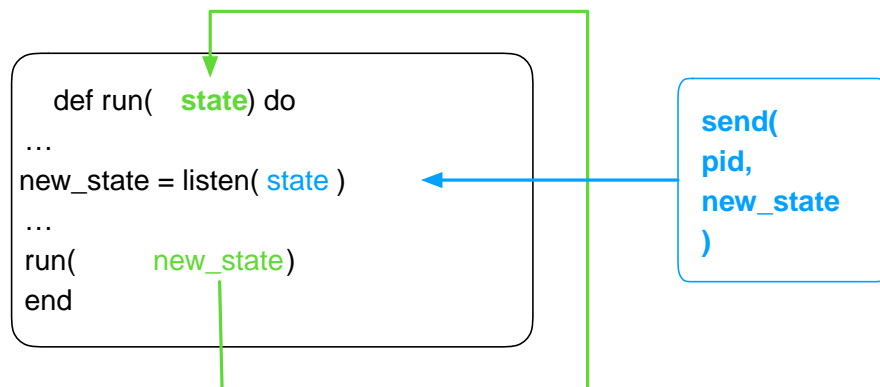 def run( state) do
…
new_state = listen( state )
…
run( new_state)
end
send(
pid,
new_state
)